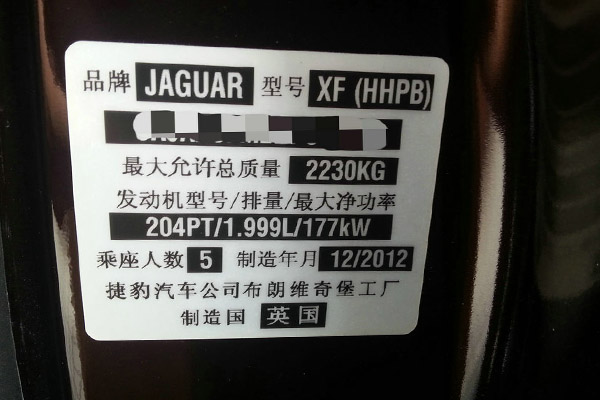 品牌 JAGUAR 型号 XF (HHPB)
最大允许总质量 2230KG
发动机型号/排量/最大净功率
204PT/1.999L/177kW
乘座人数 5 制造年月 12/2012
捷豹汽车公司布朗维奇堡工厂
制造国 英国